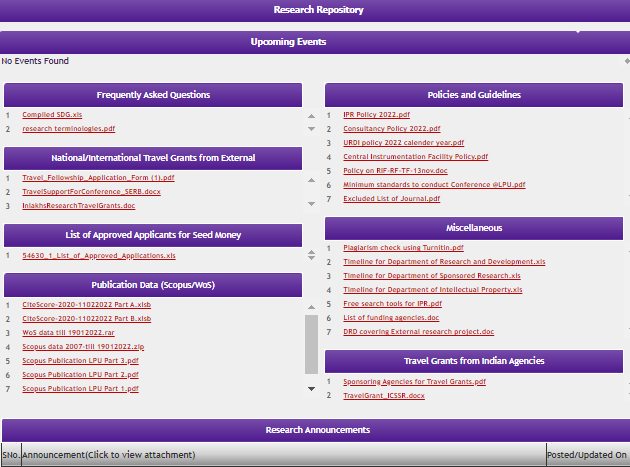 Research Repository
Upcoming Events
No Events Found
Frequently Asked Questions
1 Compiled SDG.xls
2 research terminologies.pdf
National/International Travel Grants from External
1 Travel_Fellowship_Application_Form (1).pdf
2 TravelSupportForConference_SERB.docx
3 InlakhsResearchTravelGrants.doc
List of Approved Applicants for Seed Money
1 54630_1_List_of_Approved_Applications.xls
Publication Data (Scopus/WoS)
1 CiteScore-2020-11022022 Part A.xlsb
2 CiteScore-2020-11022022 Part B.xlsb
3 WoS data till 19012022.rar
4 Scopus data 2007-till 19012022.zip
5 Scopus Publication LPU Part 3.pdf
6 Scopus Publication LPU Part 2.pdf
7 Scopus Publication LPU Part 1.pdf
Policies and Guidelines
1 IPR Policy 2022.pdf
2 Consultancy Policy 2022.pdf
3 URDI policy 2022 calender year.pdf
4 Central Instrumentation Facility Policy.pdf
5 Policy on RIF-RF-TF-13nov.doc
6 Minimum standards to conduct Conference @LPU.pdf
7 Excluded List of Journal.pdf
Miscellaneous
1 Plagiarism check using Turnitin.pdf
2 Timeline for Department of Research and Development.xls
3 Timeline for Department of Sponsored Research.xls
4 Timeline for Department of Intellectual Property.xls
5 Free search tools for IPR.pdf
6 List of funding agencies.doc
7 DRD covering External research project.doc
Travel Grants from Indian Agencies
1 Sponsoring Agencies for Travel Grants.pdf
2 TravelGrant_ICSSR.docx
Research Announcements
SNo. Announcement(Click to view attachment) Posted/Updated On